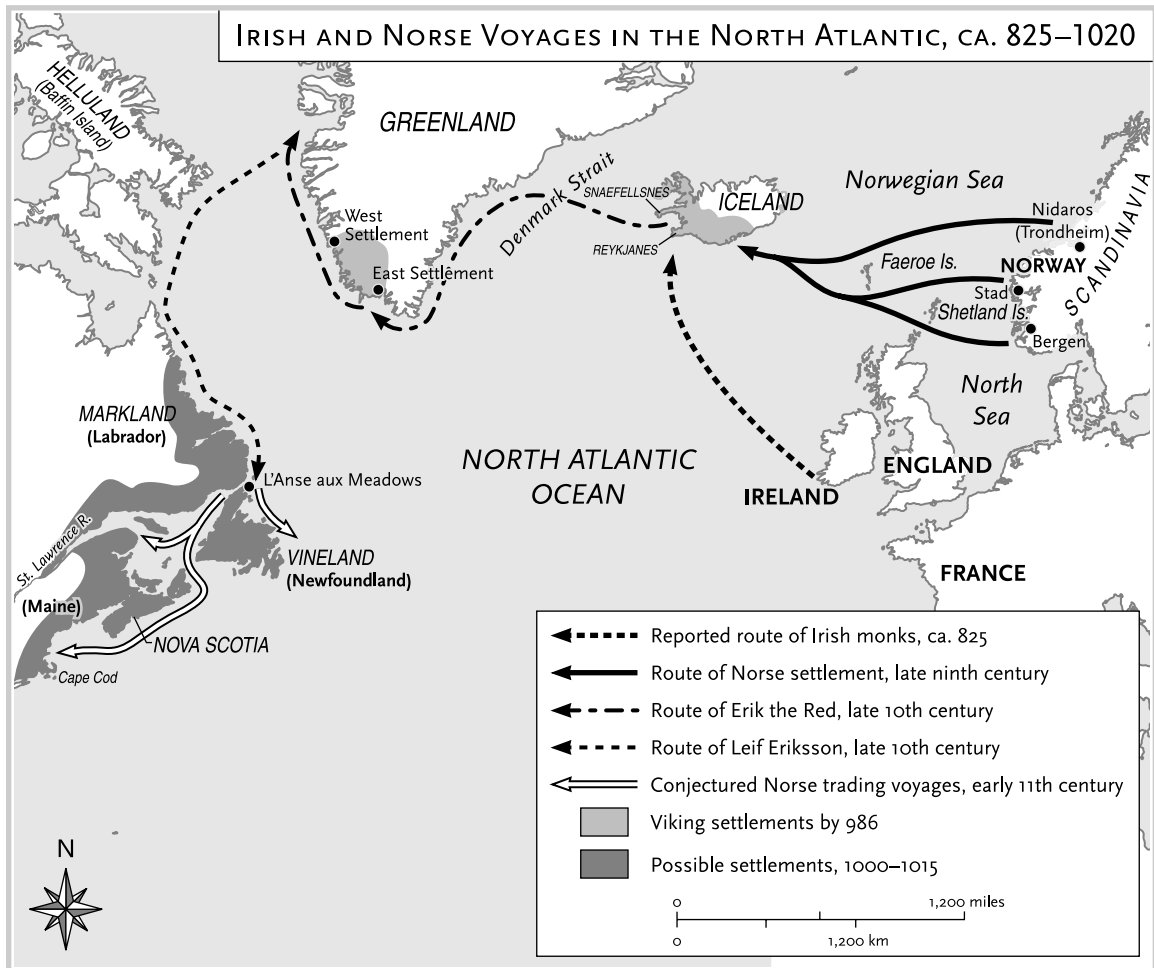 IRISH AND NORSE VOYAGES IN THE NORTH ATLANTIC, CA. 825–1020
HELLULAND
(Baffin Island)
GREENLAND
Denmark Strait
SNAEFELLSNES
ICELAND
REYKJANES
Norwegian Sea
Nidaros
(Trondheim)
SCANDINAVIA
NORWAY
Faeroe Is.
Stad
Shetland Is.
Bergen
West
Settlement
East Settlement
North
Sea
MARKLAND
(Labrador)
NORTH ATLANTIC
OCEAN
ENGLAND
IRELAND
L'Anse aux Meadows
St. Lawrence R.
VINELAND
(Newfoundland)
FRANCE
(Maine)
NOVA SCOTIA
Cape Cod
Reported route of Irish monks, ca. 825
Route of Norse settlement, late ninth century
Route of Erik the Red, late 10th century
Route of Leif Eriksson, late 10th century
Conjectured Norse trading voyages, early 11th century
Viking settlements by 986
Possible settlements, 1000–1015
0 1,200 miles
0 1,200 km
N